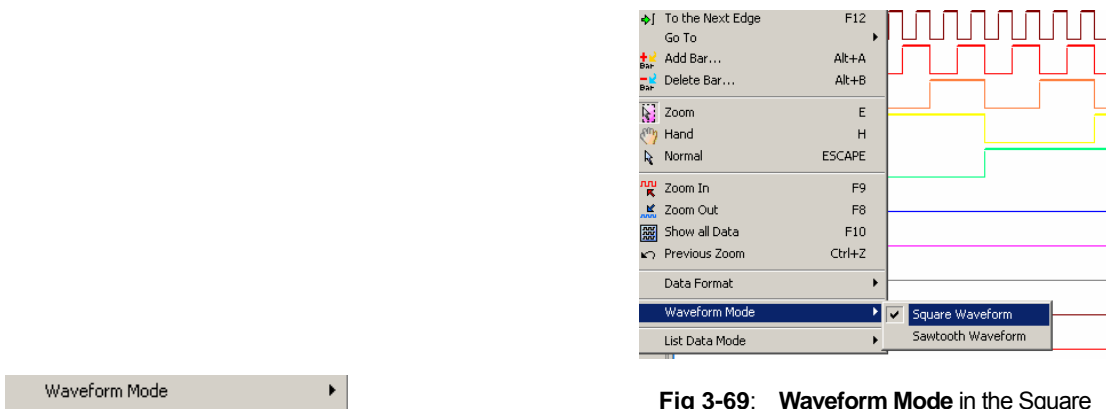 To the Next Edge F12
Go To
Bar Add Bar... Alt+A
Bar Delete Bar... Alt+B
Zoom E
Hand H
Normal ESCAPE
Zoom In F9
Zoom Out F8
Show all Data F10
Previous Zoom Ctrl+Z
Data Format
Waveform Mode
Square Waveform
Sawtooth Waveform
List Data Mode
Waveform Mode
Fig 3-69: Waveform Mode in the Square